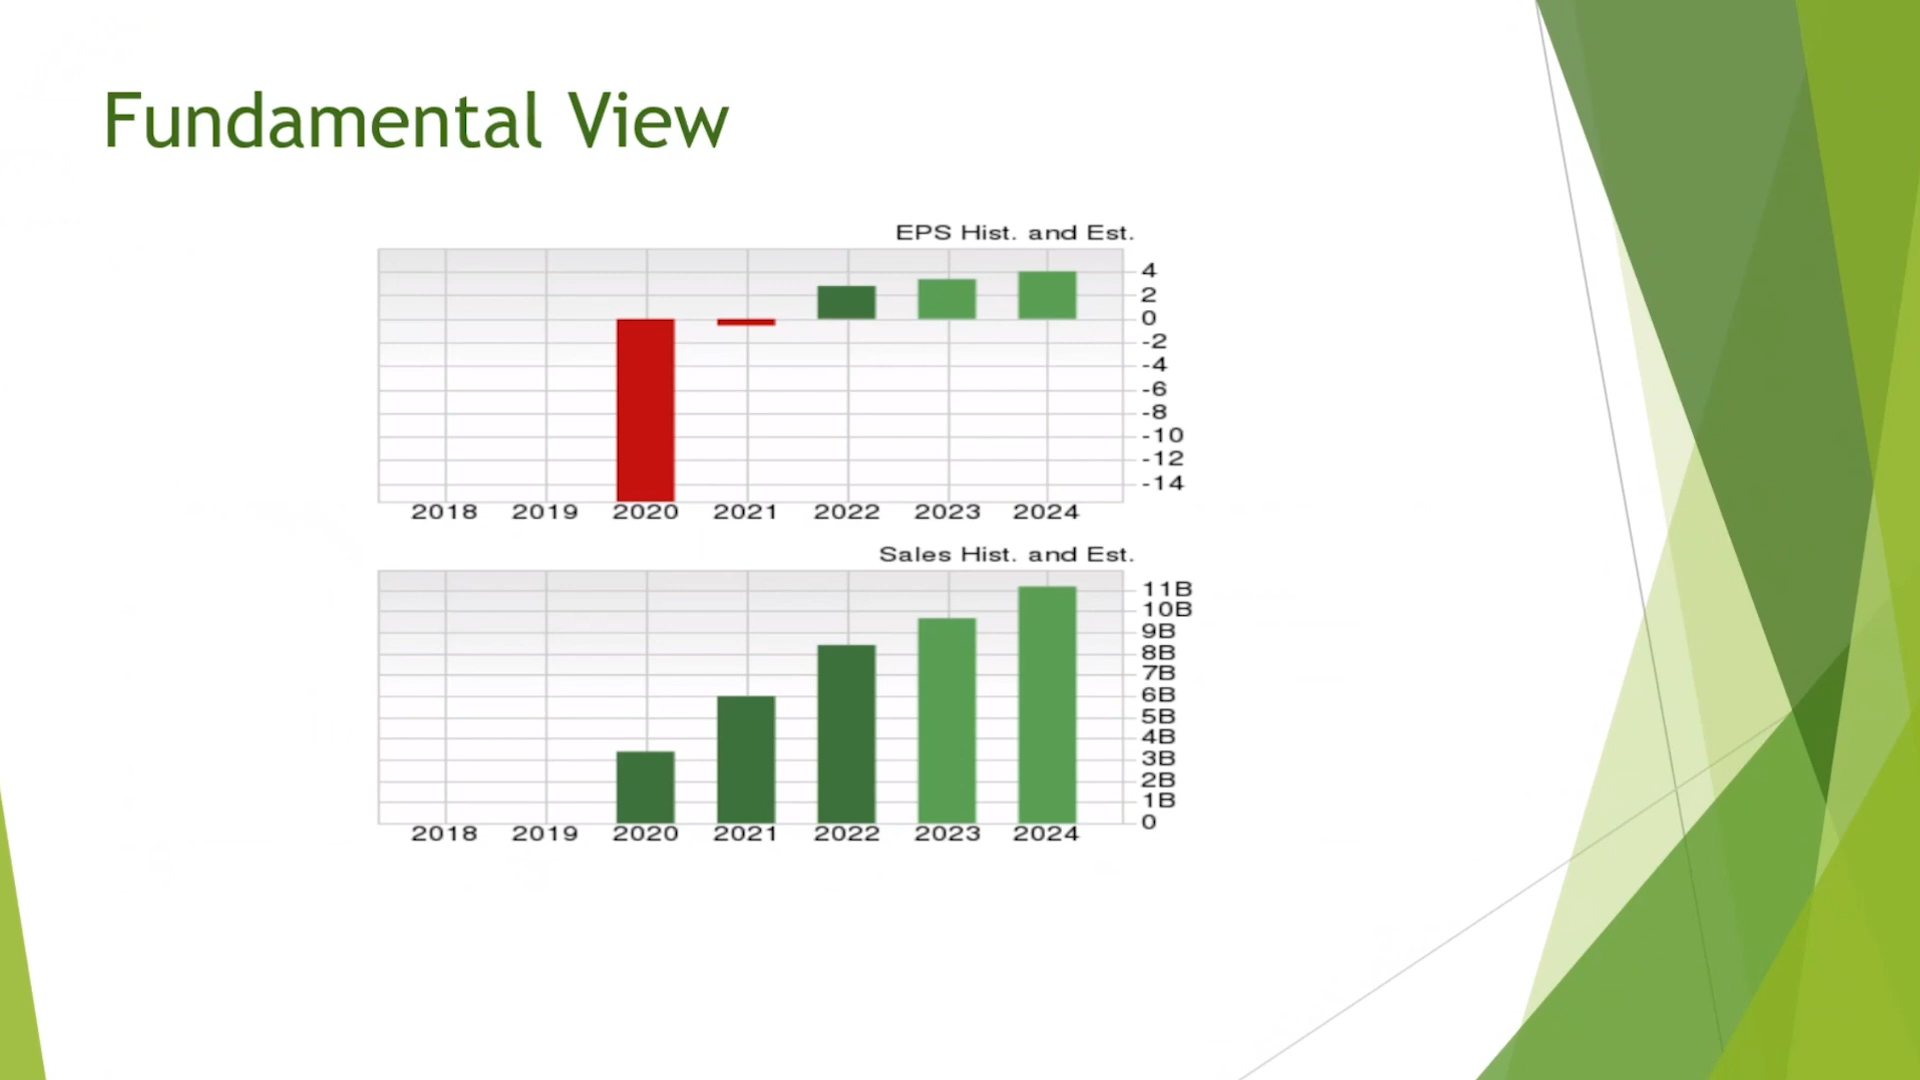 Fundamental View
EPS Hist. and Est.
4
2
0
-2
-4
-6
-8
-10
-12
-14
2018 2019 2020 2021 2022 2023 2024
Sales Hist. and Est.
11B
10B
9B
8B
7B
6B
5B
4B
3B
2B
1B
0
2018 2019 2020 2021 2022 2023 2024